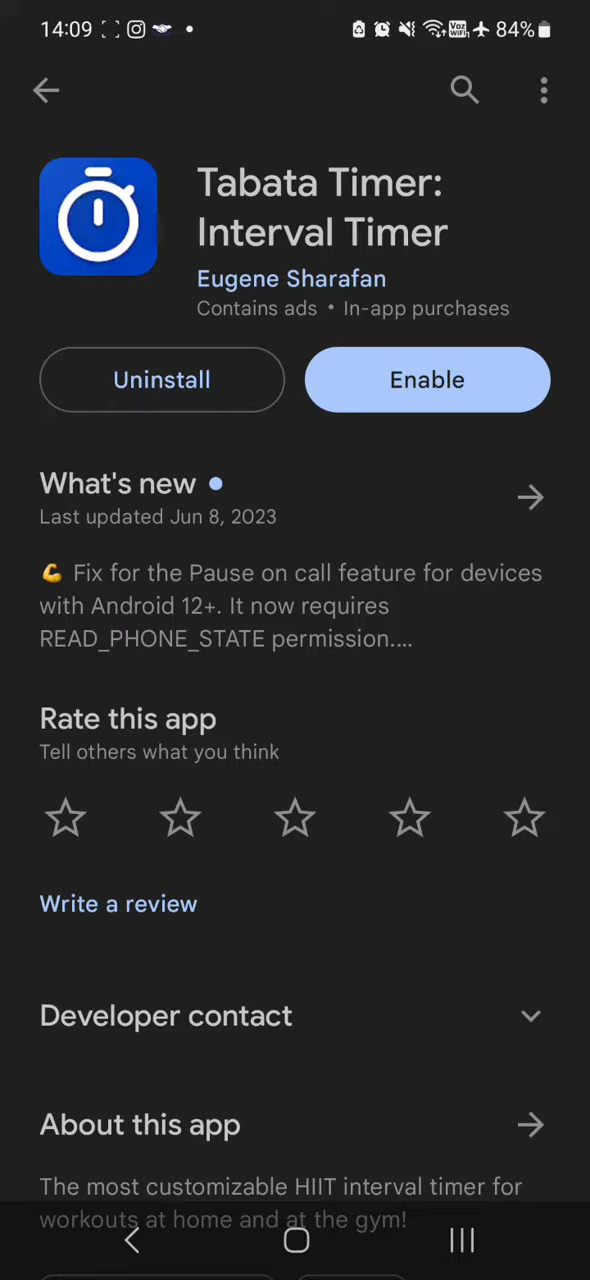 14:09 84%
Voz
WiFi
Tabata Timer:
Interval Timer
Eugene Sharafan
Contains ads • In-app purchases
Uninstall
Enable
What's new
Last updated Jun 8, 2023
💪 Fix for the Pause on call feature for devices
with Android 12+. It now requires
READ_PHONE_STATE permission....
Rate this app
Tell others what you think
Write a review
Developer contact
About this app
The most customizable HIIT interval timer for
workouts at home and at the gym!